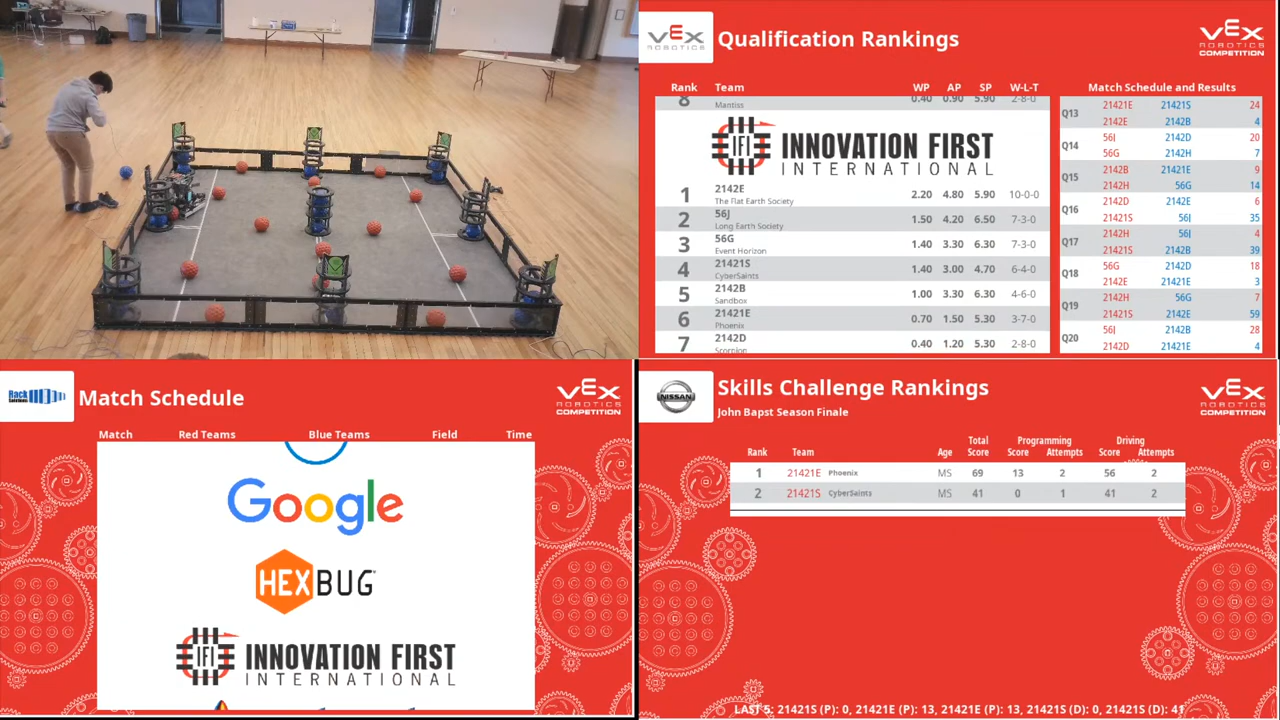 VEX
ROBOTICS
Qualification Rankings
VEX
ROBOTICS
COMPETITION
Rank Team WP AP SP W-L-T
8 Mantiss 0.40 0.90 5.90 2-8-0
IFI INNOVATION FIRST
INTERNATIONAL
1 2142E 2.20 4.80 5.90 10-0-0
The Flat Earth Society
2 56J 1.50 4.20 6.50 7-3-0
Long Earth Society
3 56G 1.40 3.30 6.30 7-3-0
Event Horizon
4 21421S 1.40 3.00 4.70 6-4-0
CyberSaints
5 2142B 1.00 3.30 6.30 4-6-0
Sandbox
6 21421E 0.70 1.50 5.30 3-7-0
Phoenix
7 2142D 0.40 1.20 5.30 2-8-0
Scorpion
Match Schedule and Results
Q13 21421E 21421S 24
2142E 2142B 4
Q14 56J 2142D 20
56G 2142H 7
Q15 2142B 21421E 9
2142H 56G 14
Q16 2142D 2142E 6
21421S 56J 35
Q17 2142H 56J 4
21421S 2142B 39
Q18 56G 2142D 18
2142E 21421E 3
Q19 2142H 56G 7
21421S 2142E 59
Q20 56J 2142B 28
2142D 21421E 4
Rack
Solutions
Match Schedule
VEX
ROBOTICS
COMPETITION
Match Red Teams Blue Teams Field Time
Google
HEXBUG
IFI INNOVATION FIRST
INTERNATIONAL
NISSAN
Skills Challenge Rankings
John Bapst Season Finale
VEX
ROBOTICS
COMPETITION
Total Programming Driving
Rank Team Age Score Score Attempts Score Attempts
1 21421E Phoenix MS 69 13 2 56 2
2 21421S CyberSaints MS 41 0 1 41 2
LAST 5: 21421S (P): 0, 21421E (P): 13, 21421E (P): 13, 21421S (D): 0, 21421S (D): 41